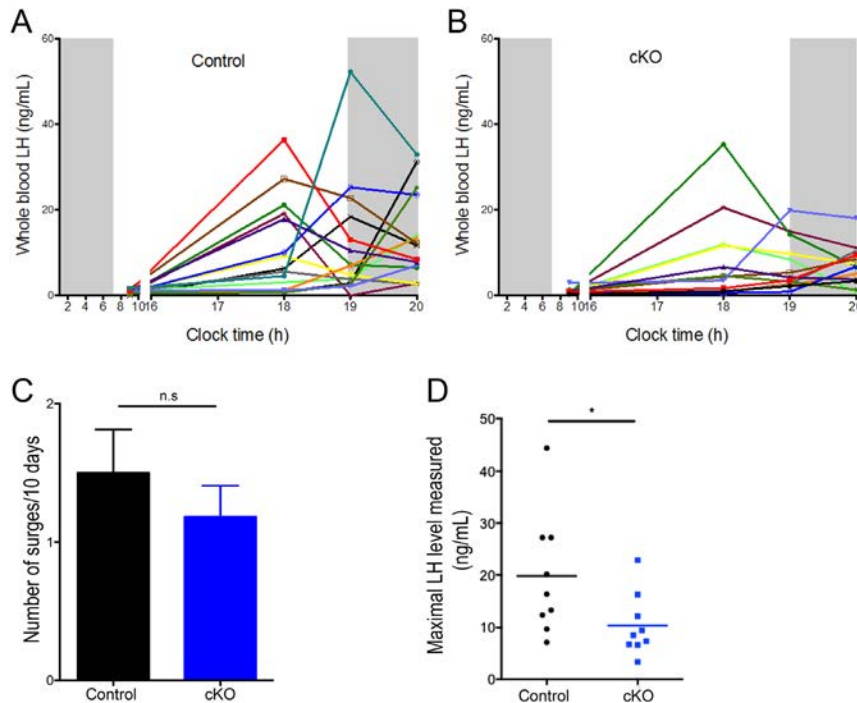 A
Control
Whole blood LH (ng/mL)
60
40
20
0
2 4 6 8 10 16 17 18 19 20
Clock time (h)
B
cKO
Whole blood LH (ng/mL)
60
40
20
0
2 4 6 8 10 16 17 18 19 20
Clock time (h)
C
n.s
Number of surges/10 days
2
1
0
Control cKO
D
*
Maximal LH level measured
(ng/mL)
50
40
30
20
10
0
Control cKO